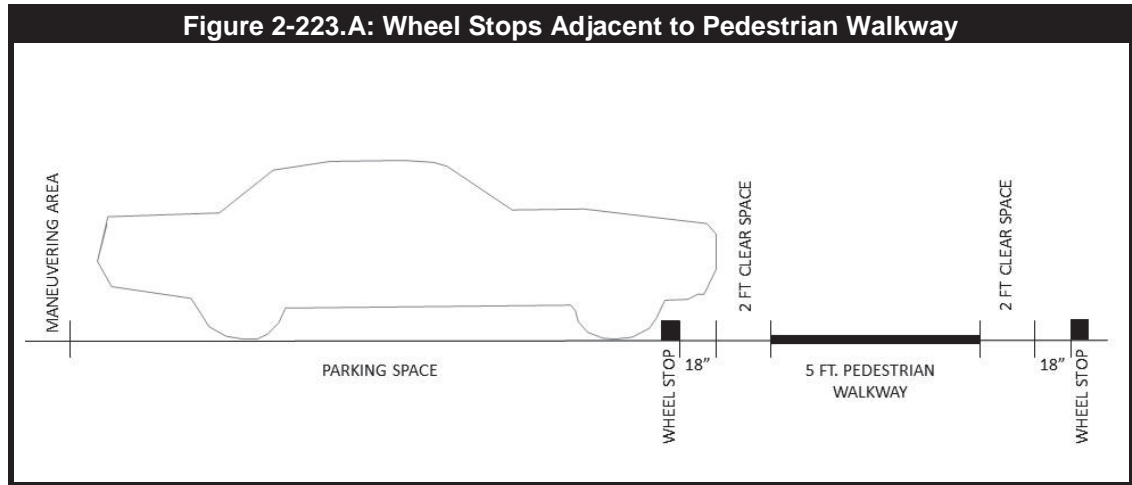 Figure 2-223.A: Wheel Stops Adjacent to Pedestrian Walkway
MANEUVERING AREA
PARKING SPACE
WHEEL STOP
18”
2 FT CLEAR SPACE
5 FT. PEDESTRIAN
WALKWAY
2 FT CLEAR SPACE
18”
WHEEL STOP